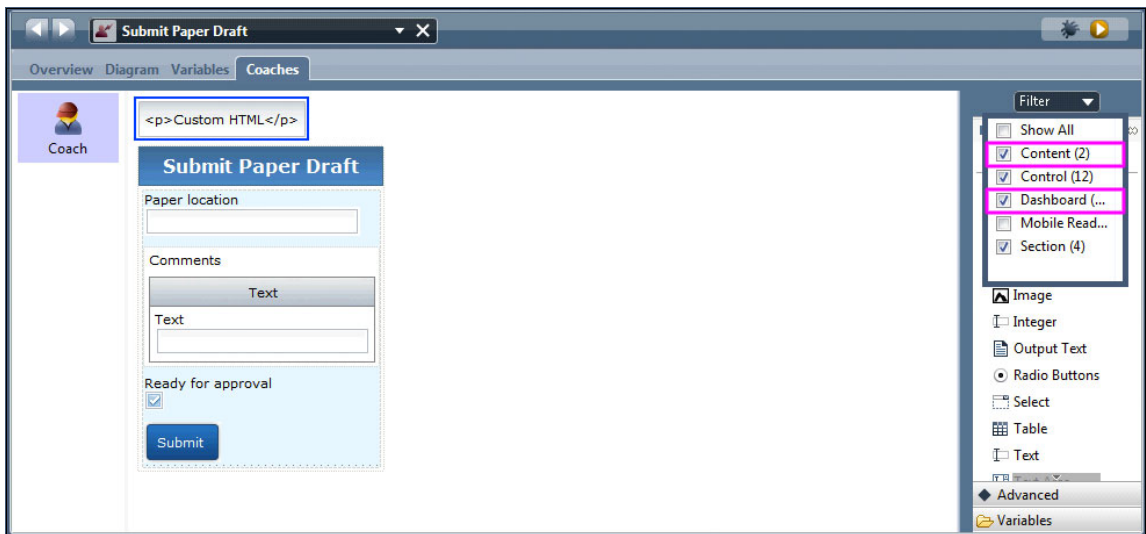 Submit Paper Draft
Overview Diagram Variables Coaches
Coach
<p>Custom HTML</p>
Submit Paper Draft
Paper location
Comments
Text
Text
Ready for approval
Submit
Filter
Show All
Content (2)
Control (12)
Dashboard (...
Mobile Read...
Section (4)
Image
Integer
Output Text
Radio Buttons
Select
Table
Text
Advanced
Variables